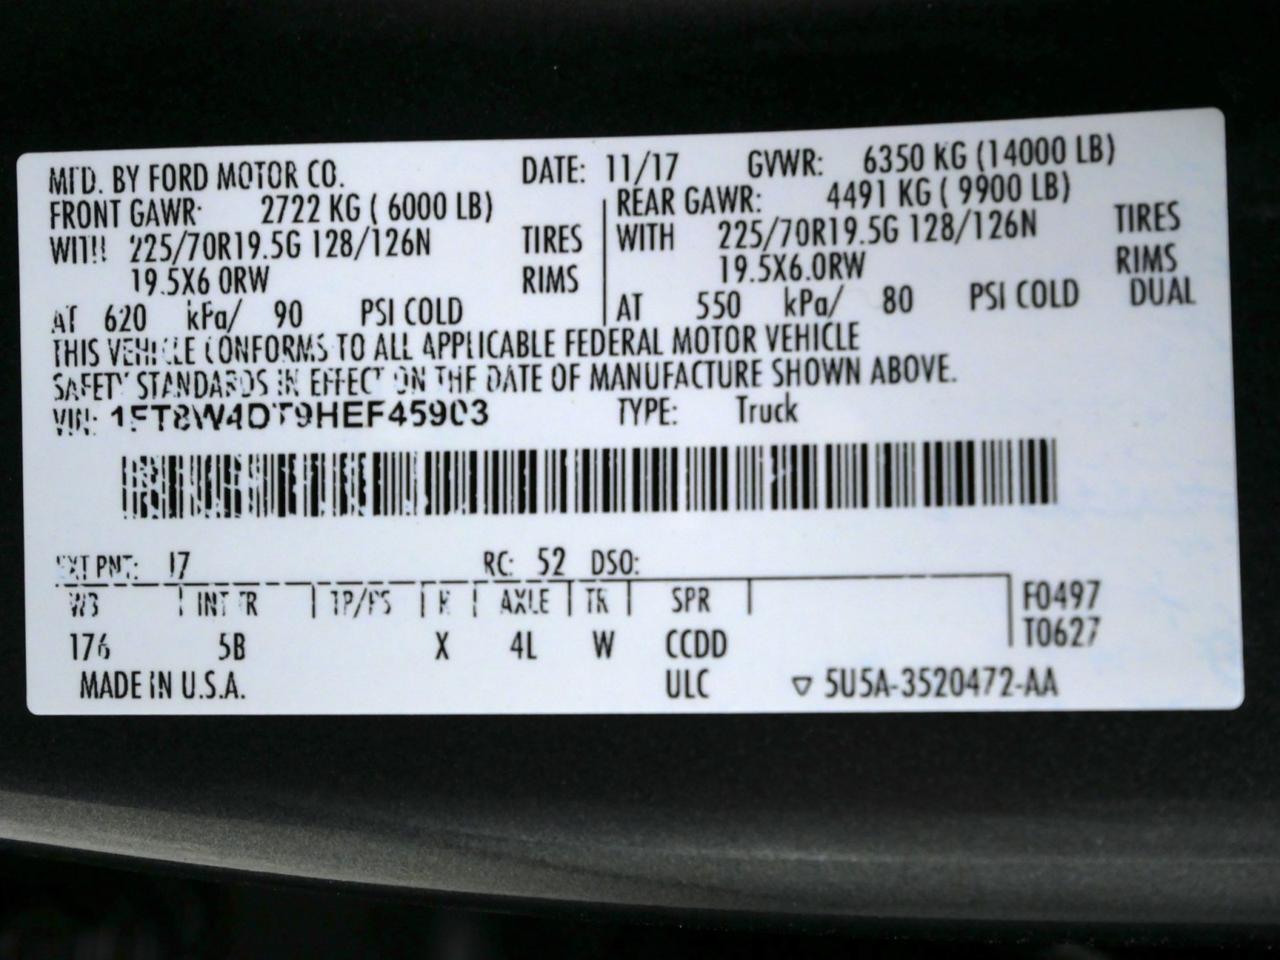 MFD. BY FORD MOTOR CO. DATE: 11/17 GVWR: 6350 KG (14000 LB)
FRONT GAWR: 2722 KG ( 6000 LB) REAR GAWR: 4491 KG ( 9900 LB)
WITH 225/70R19.5G 128/126N TIRES WITH 225/70R19.5G 128/126N TIRES
19.5X6.0RW RIMS 19.5X6.0RW RIMS
AT 620 kPa/ 90 PSI COLD AT 550 kPa/ 80 PSI COLD DUAL
THIS VEHICLE CONFORMS TO ALL APPLICABLE FEDERAL MOTOR VEHICLE
SAFETY STANDARDS IN EFFECT ON THE DATE OF MANUFACTURE SHOWN ABOVE.
VIN: 1FT8W4DT9HEF45903 TYPE: Truck
EXT PNT: 17 RC: 52 DSO:
WB INT TR TP/PS R AXLE TR SPR F0497
T0627
176 5B X 4L W CCDD
MADE IN U.S.A. ULC ▽ 5U5A-3520472-AA